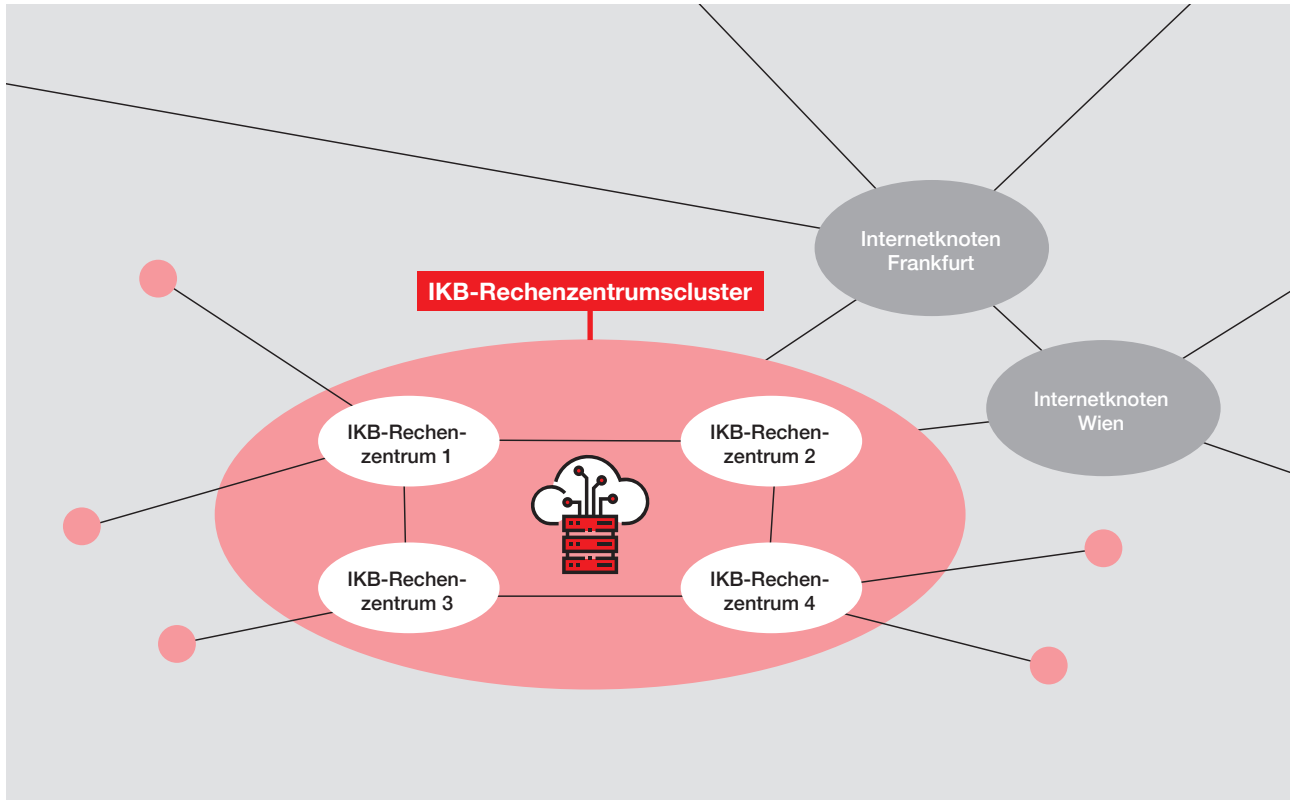 Internetknoten
Frankfurt
IKB-Rechenzentrumscluster
Internetknoten
Wien
IKB-Rechen-
zentrum 1
IKB-Rechen-
zentrum 2
IKB-Rechen-
zentrum 3
IKB-Rechen-
zentrum 4